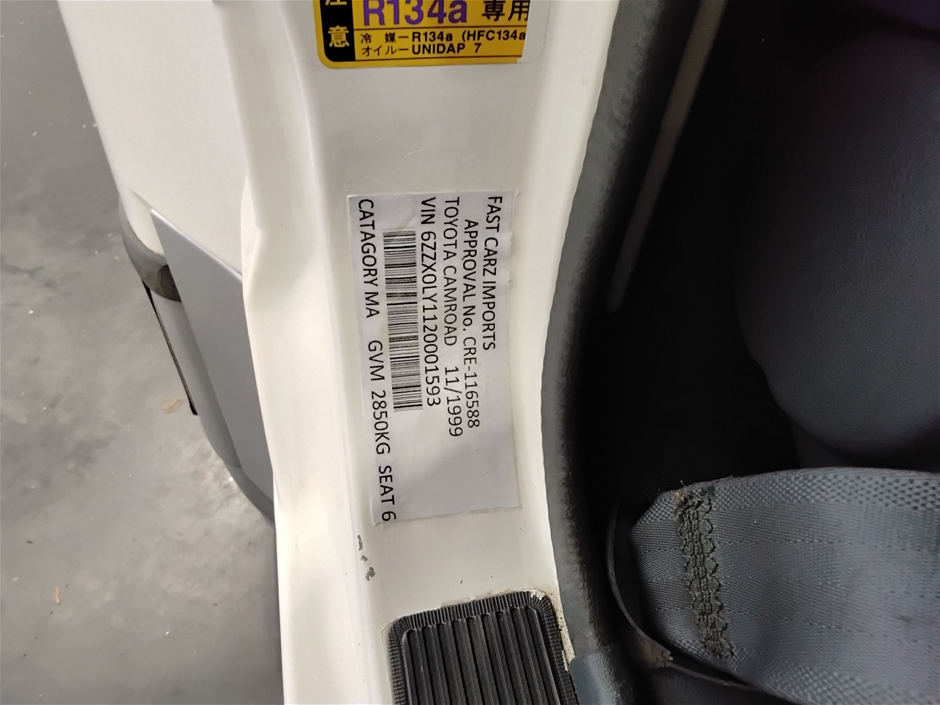 注意
R134a 専用
冷 媒ーR134a (HFC134a
オイルーUNIDAP 7
FAST CARZ IMPORTS
APPROVAL No. CRE-116588
TOYOTA CAMROAD 11/1999
VIN 6ZZX0LY1120001593
CATAGORY MA GVM 2850KG SEAT 6